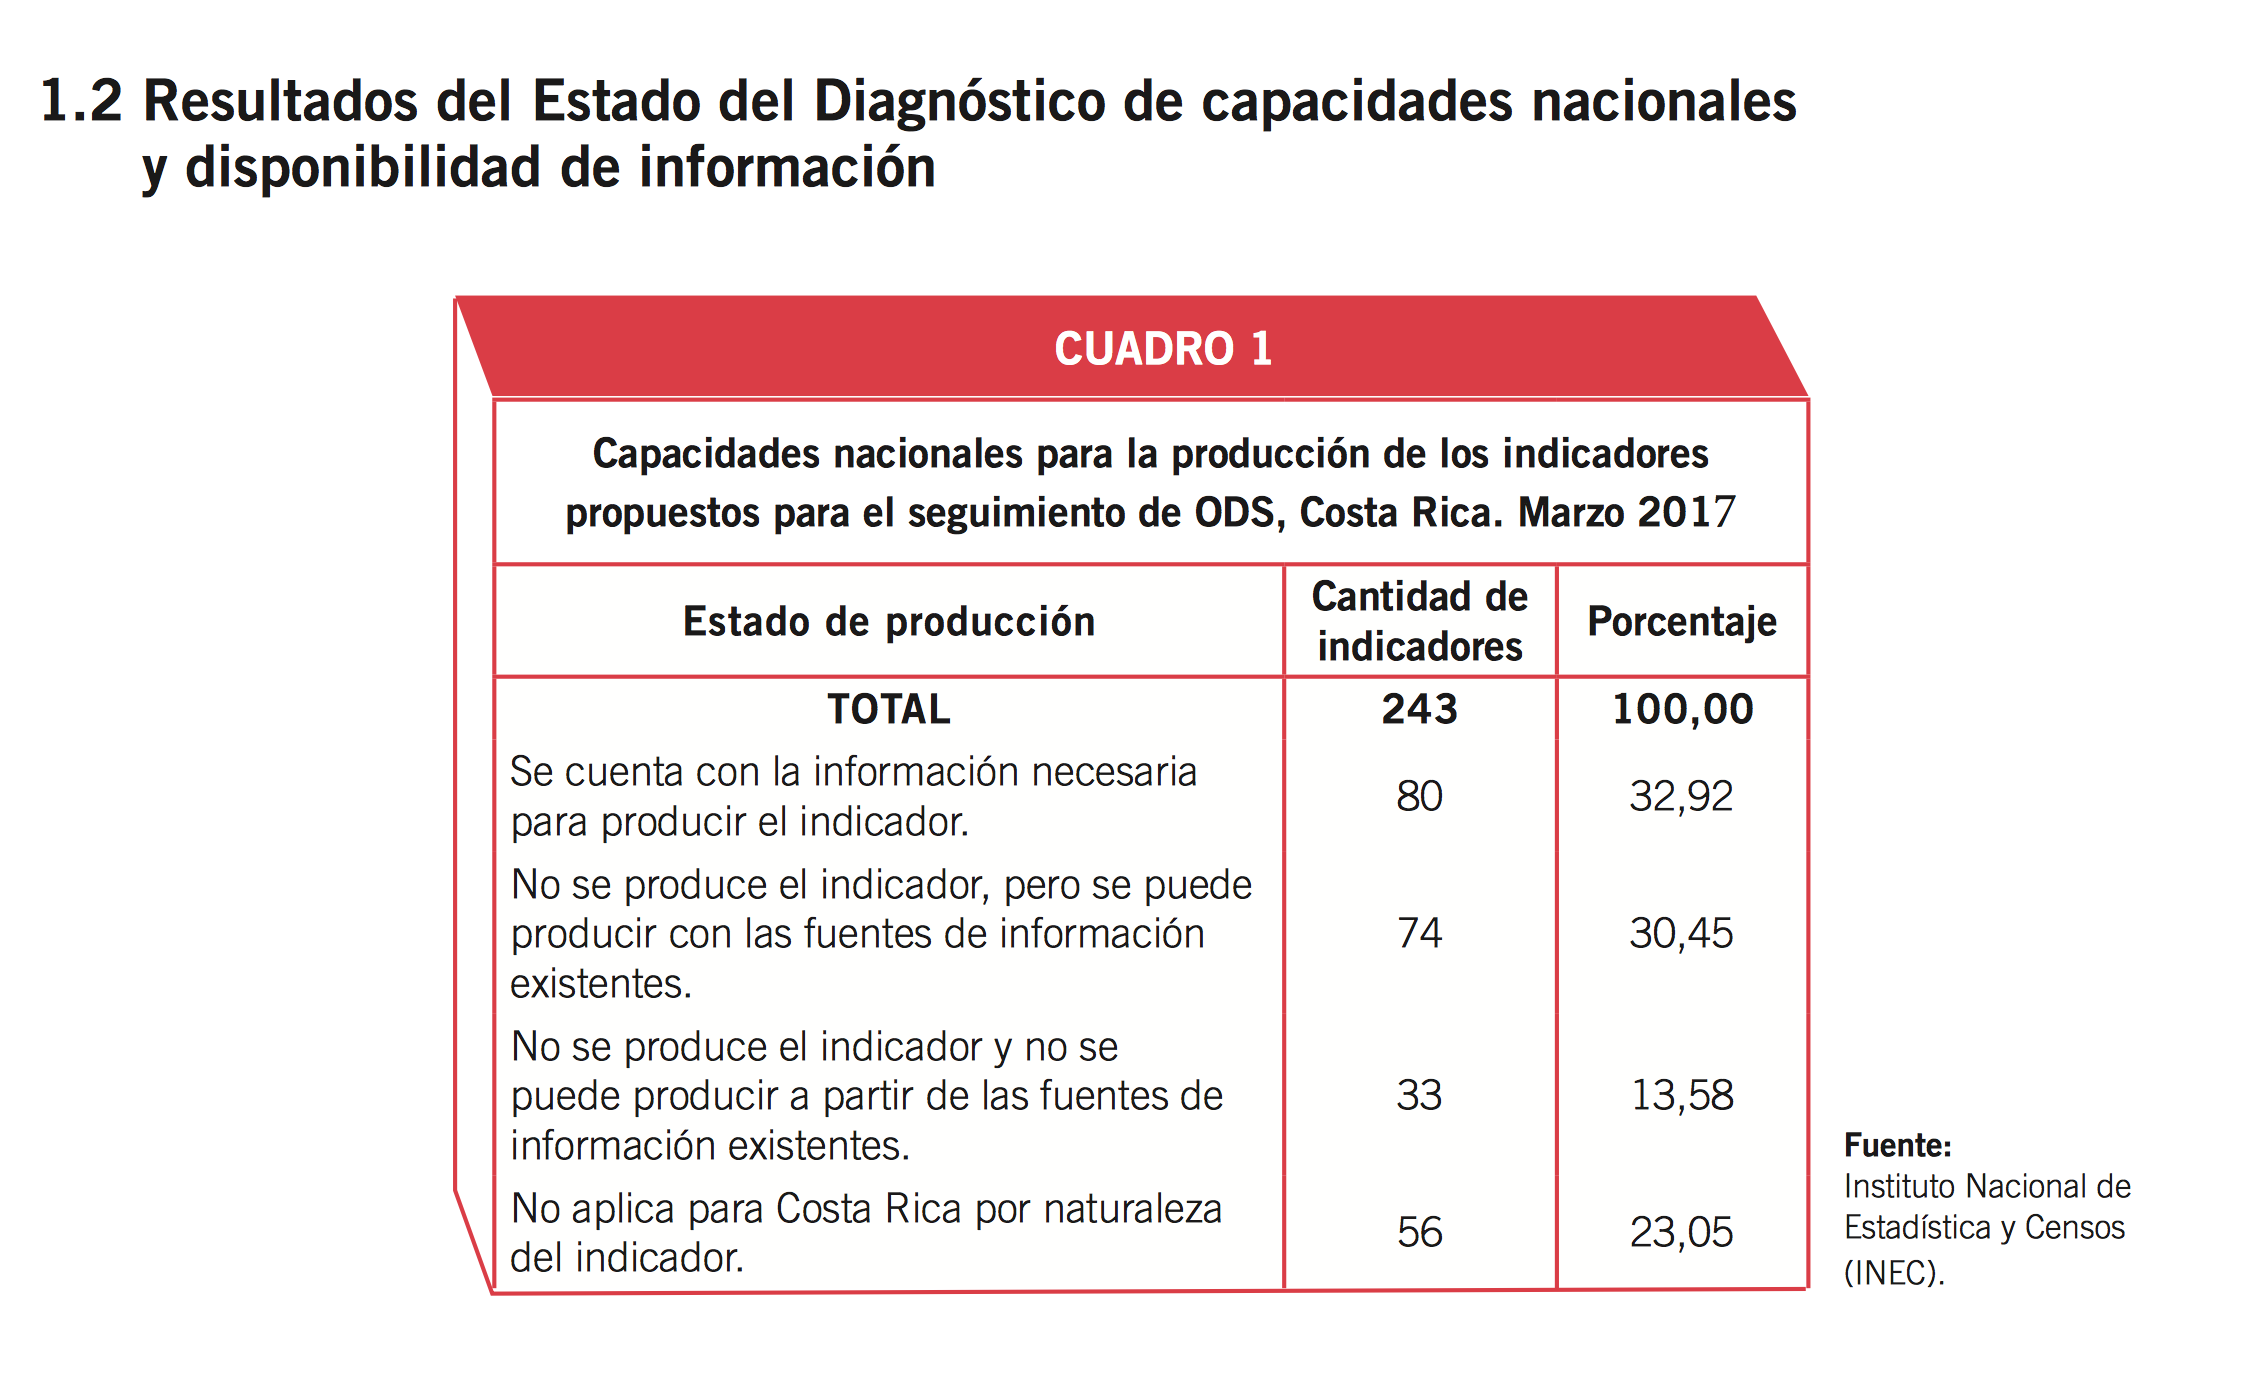 1.2 Resultados del Estado del Diagnóstico de capacidades nacionales
y disponibilidad de información
CUADRO 1
Capacidades nacionales para la producción de los indicadores
propuestos para el seguimiento de ODS, Costa Rica. Marzo 2017
Estado de producción
Cantidad de
indicadores
Porcentaje
TOTAL 243 100,00
Se cuenta con la información necesaria
para producir el indicador.
80 32,92
No se produce el indicador, pero se puede
producir con las fuentes de información
existentes.
74 30,45
No se produce el indicador y no se
puede producir a partir de las fuentes de
información existentes.
33 13,58
No aplica para Costa Rica por naturaleza
del indicador.
56 23,05
Fuente:
Instituto Nacional de
Estadística y Censos
(INEC).